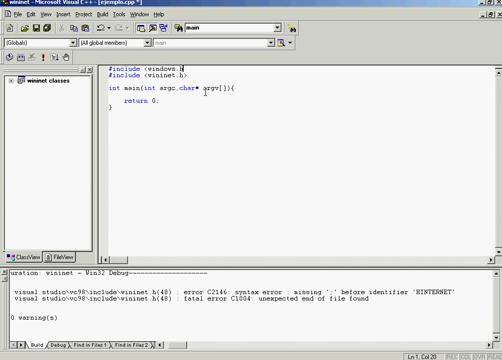 wininet - Microsoft Visual C++ - [ejemplo.cpp *]
File Edit View Insert Project Build Tools Window Help
main
(Globals) (All global members) main
wininet classes
#include <windows.h
#include <wininet.h>
int main(int argc,char* argv[]){
return 0;
}
ClassView FileView
uration: wininet - Win32 Debug--------------------
visual studio\vc98\include\wininet.h(48) : error C2146: syntax error : missing ';' before identifier 'HINTERNET'
visual studio\vc98\include\wininet.h(48) : fatal error C1004: unexpected end of file found
0 warning(s)
Build Debug Find in Files 1 Find in Files 2
Ln 1, Col 20 REC COL OVR READ